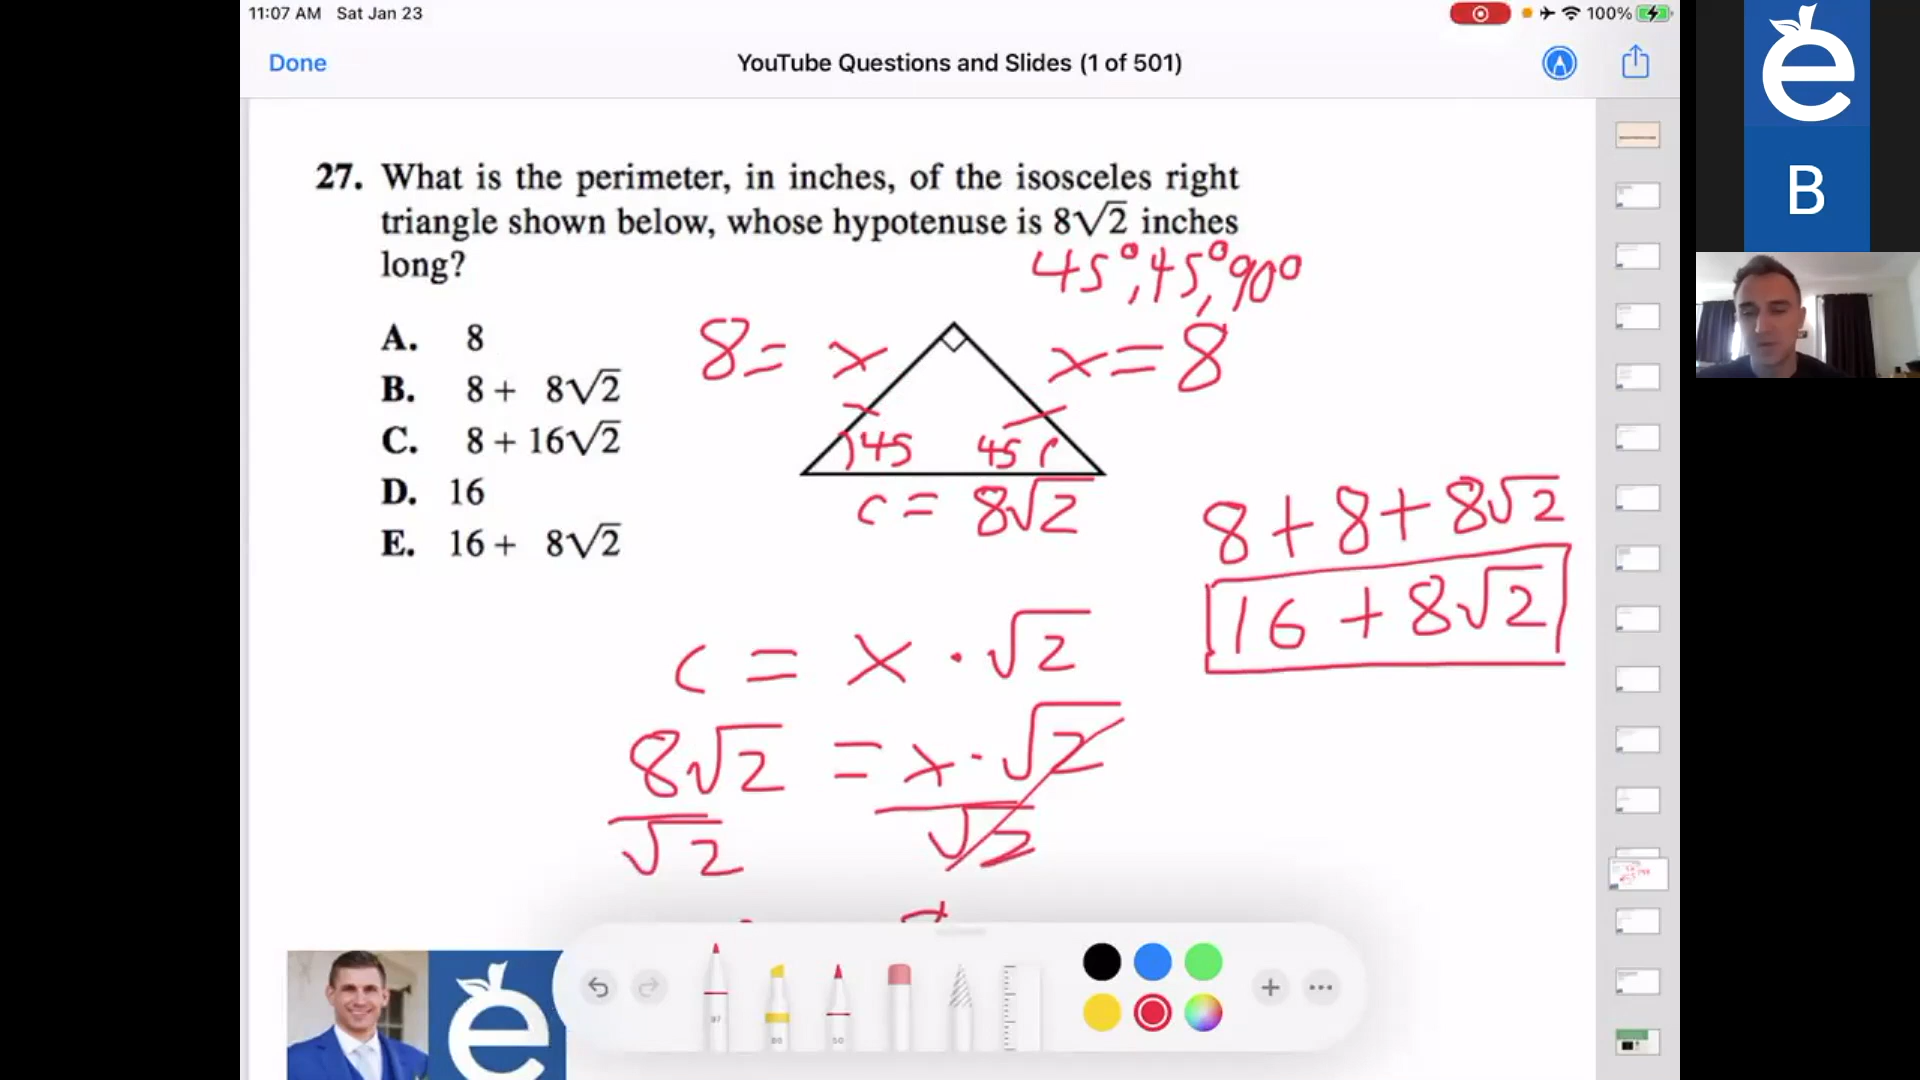 11:07 AM Sat Jan 23
100%
Done
YouTube Questions and Slides (1 of 501)
e
B
27. What is the perimeter, in inches, of the isosceles right
triangle shown below, whose hypotenuse is 8√2 inches
long?
45°, 45°, 90°
A. 8
B. 8 + 8√2
C. 8 + 16√2
D. 16
E. 16 + 8√2
8 = x
x = 8
45
45
c = 8√2
8 + 8 + 8√2
16 + 8√2
c = x · √2
8√2 = x · √2
√2 √2
e